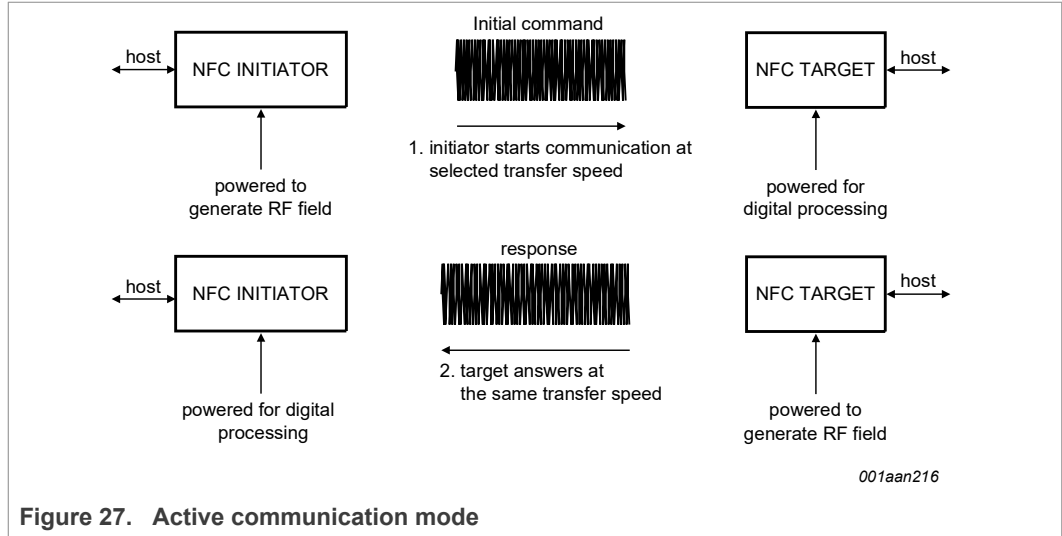 Initial command
host
NFC INITIATOR
NFC TARGET
host
1. initiator starts communication at
selected transfer speed
powered to
generate RF field
powered for
digital processing
response
host
NFC INITIATOR
NFC TARGET
host
2. target answers at
the same transfer speed
powered for digital
processing
powered to
generate RF field
001aan216
Figure 27. Active communication mode